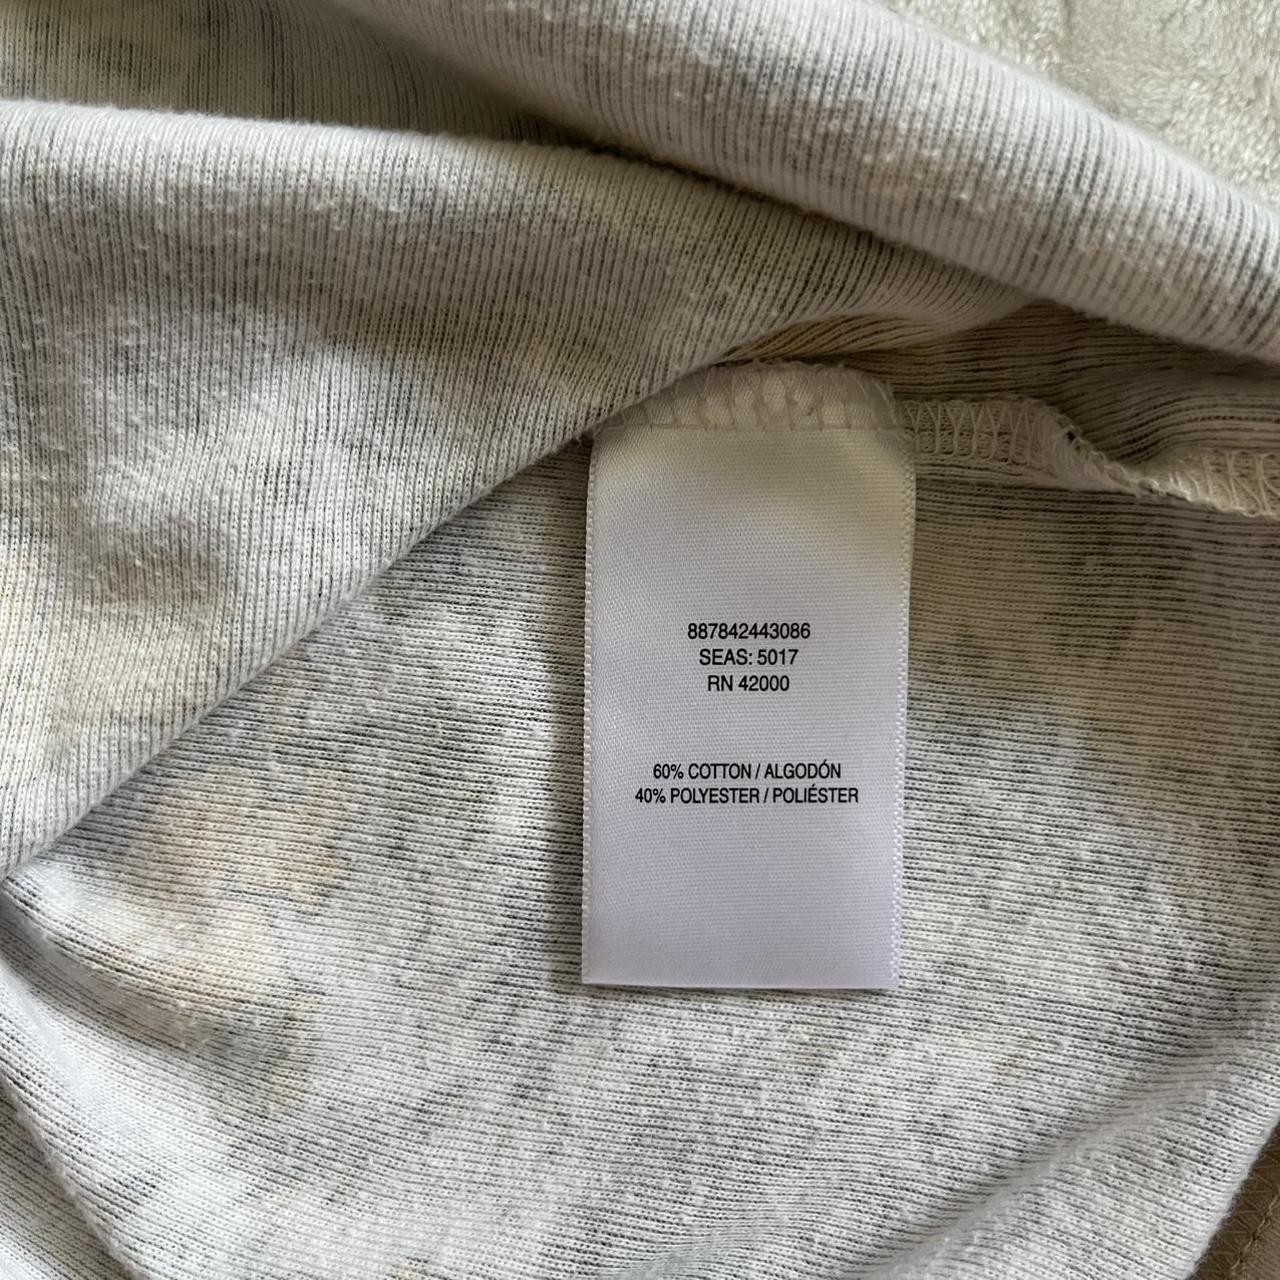 887842443086
SEAS: 5017
RN 42000
60% COTTON / ALGODÓN
40% POLYESTER / POLIÉSTER